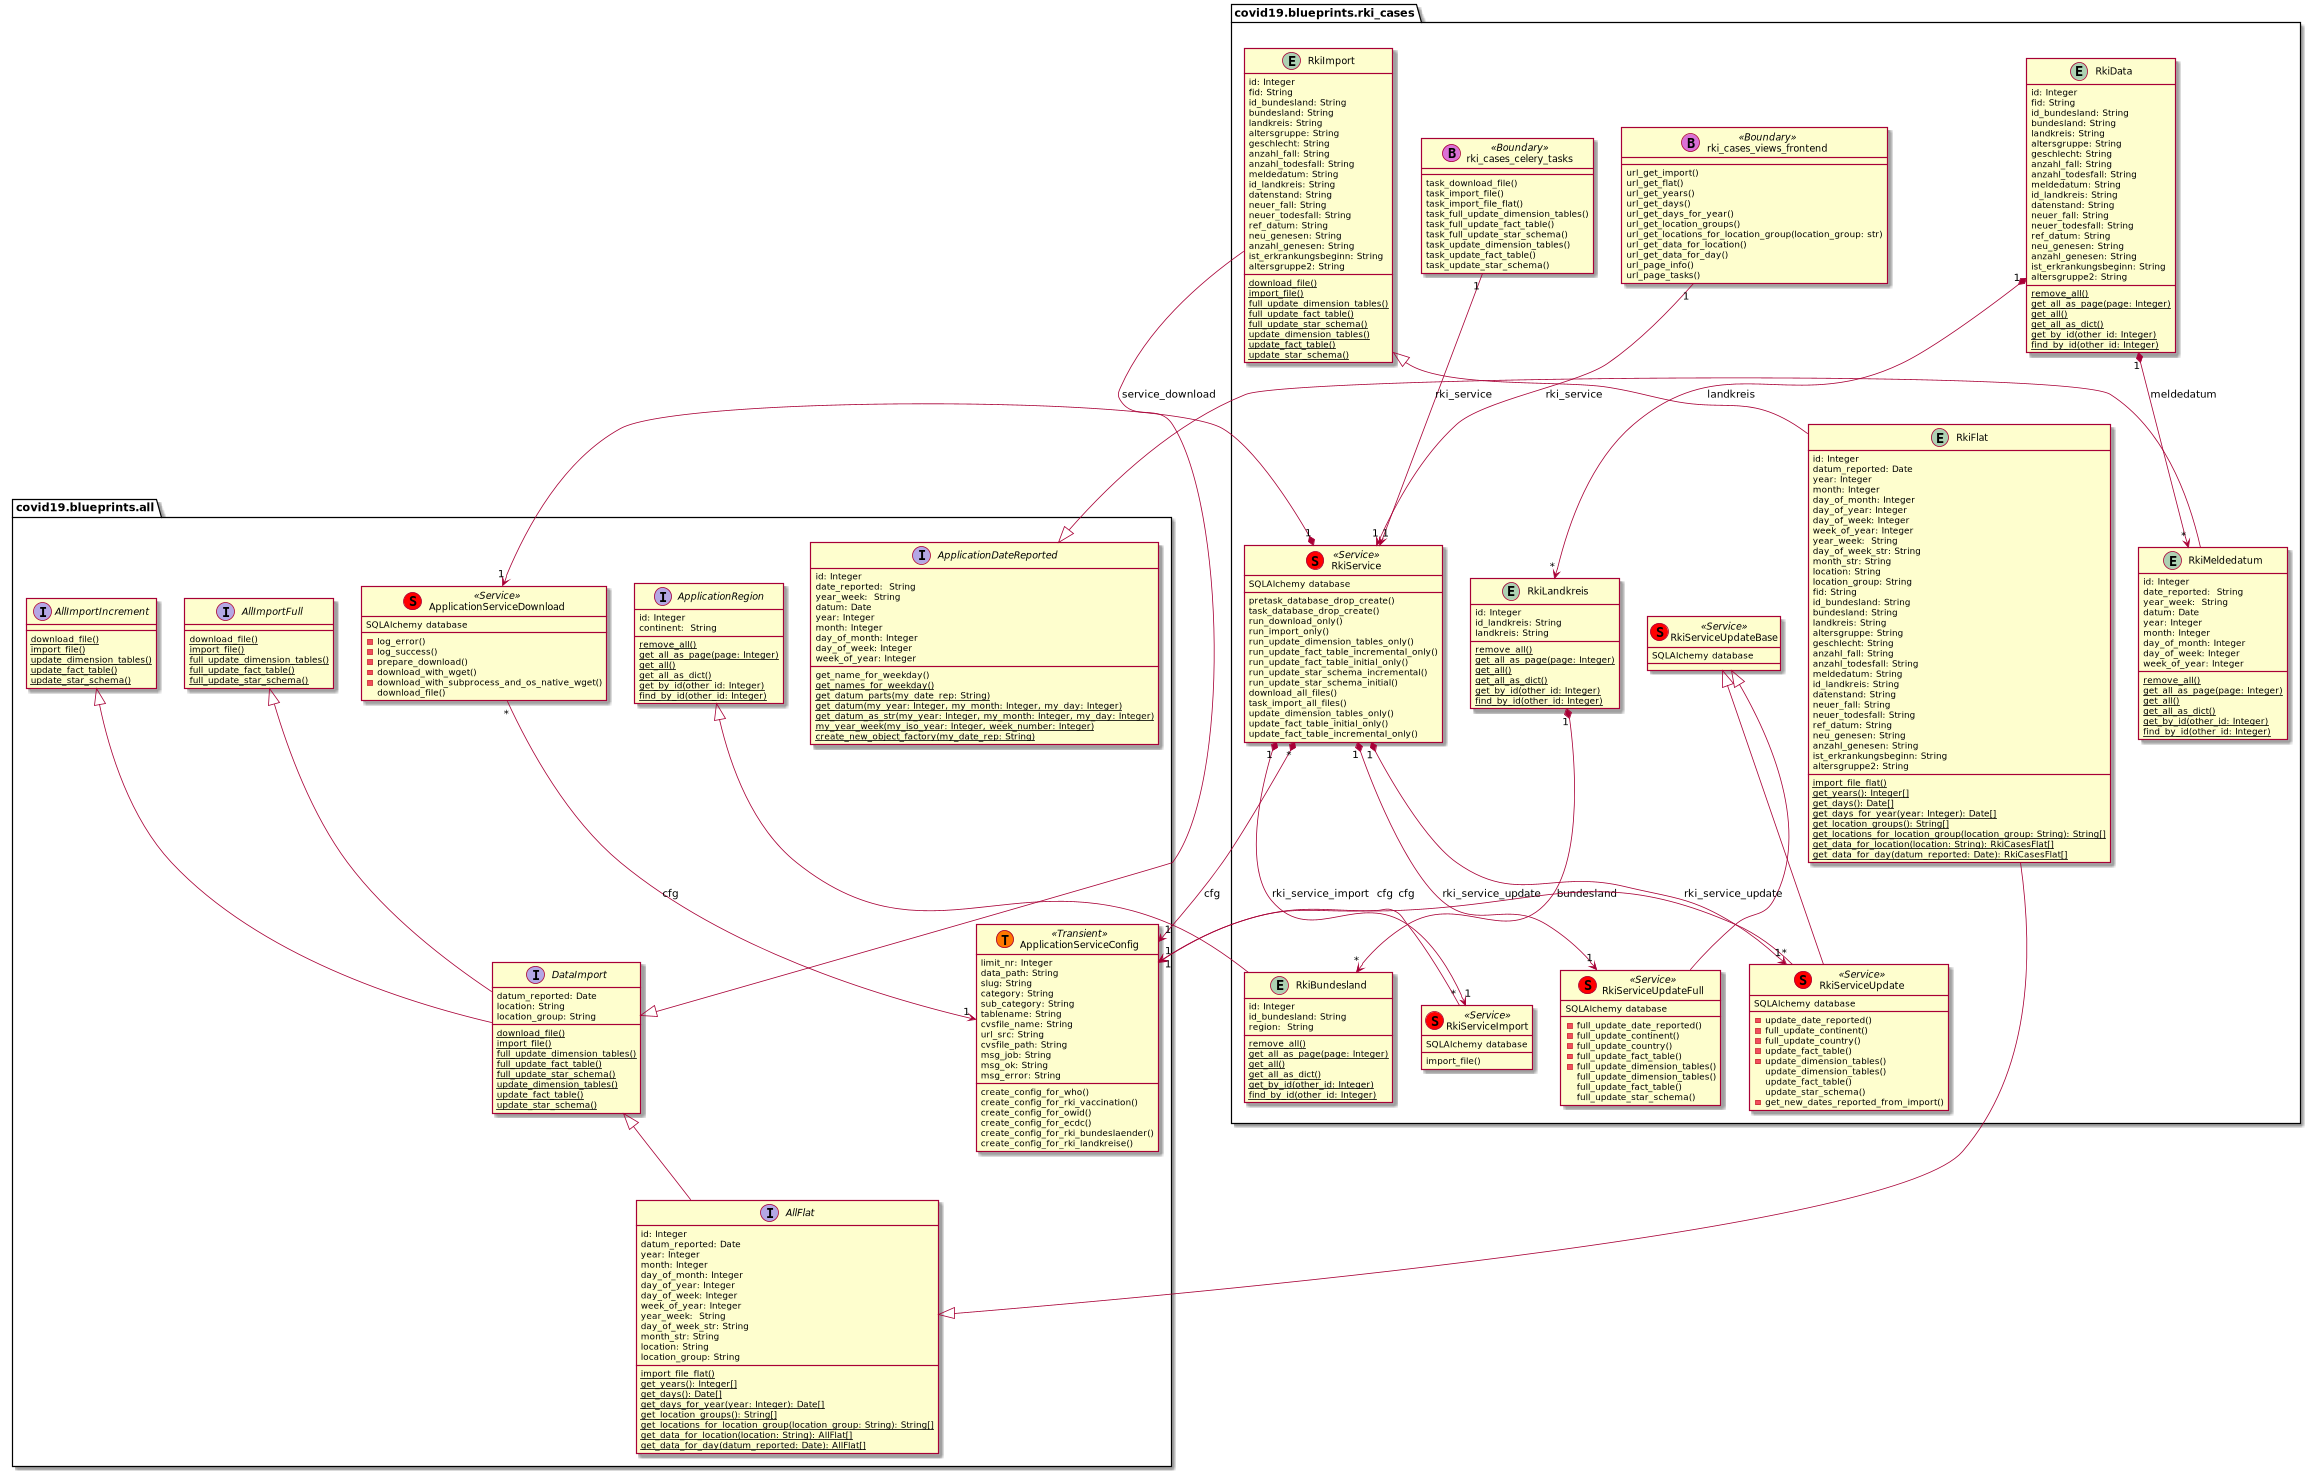 covid19.blueprints.rki_cases
RkiImport
id: Integer
fid: String
id_bundesland: String
bundesland: String
landkreis: String
altersgruppe: String
geschlecht: String
anzahl_fall: String
anzahl_todesfall: String
meldedatum: String
id_landkreis: String
datenstand: String
neuer_fall: String
neuer_todesfall: String
ref_datum: String
neu_genesen: String
anzahl_genesen: String
ist_erkrankungsbeginn: String
altersgruppe2: String
download_file()
import_file()
full_update_dimension_tables()
full_update_fact_table()
full_update_star_schema()
update_dimension_tables()
update_fact_table()
update_star_schema()
«Boundary»
rki_cases_celery_tasks
task_download_file()
task_import_file()
task_import_file_flat()
task_full_update_dimension_tables()
task_full_update_fact_table()
task_full_update_star_schema()
task_update_dimension_tables()
task_update_fact_table()
task_update_star_schema()
«Boundary»
rki_cases_views_frontend
url_get_import()
url_get_flat()
url_get_years()
url_get_days()
url_get_days_for_year()
url_get_location_groups()
url_get_locations_for_location_group(location_group: str)
url_get_data_for_location()
url_get_data_for_day()
url_page_info()
url_page_tasks()
RkiData
id: Integer
fid: String
id_bundesland: String
bundesland: String
landkreis: String
altersgruppe: String
geschlecht: String
anzahl_fall: String
anzahl_todesfall: String
meldedatum: String
id_landkreis: String
datenstand: String
neuer_fall: String
neuer_todesfall: String
ref_datum: String
neu_genesen: String
anzahl_genesen: String
ist_erkrankungsbeginn: String
altersgruppe2: String
remove_all()
get_all_as_page(page: Integer)
get_all()
get_all_as_dict()
get_by_id(other_id: Integer)
find_by_id(other_id: Integer)
1
1
1
1
service_download
rki_service
rki_service
landkreis
meldedatum
RkiFlat
id: Integer
datum_reported: Date
year: Integer
month: Integer
day_of_month: Integer
day_of_year: Integer
day_of_week: Integer
week_of_year: Integer
year_week:  String
day_of_week_str: String
month_str: String
location: String
location_group: String
fid: String
id_bundesland: String
bundesland: String
landkreis: String
altersgruppe: String
geschlecht: String
anzahl_fall: String
anzahl_todesfall: String
meldedatum: String
id_landkreis: String
datenstand: String
neuer_fall: String
neuer_todesfall: String
ref_datum: String
neu_genesen: String
anzahl_genesen: String
ist_erkrankungsbeginn: String
altersgruppe2: String
import_file_flat()
get_years(): Integer[]
get_days(): Date[]
get_days_for_year(year: Integer): Date[]
get_location_groups(): String[]
get_locations_for_location_group(location_group: String): String[]
get_data_for_location(location: String): RkiCasesFlat[]
get_data_for_day(datum_reported: Date): RkiCasesFlat[]
1
1
1
*
*
«Service»
RkiService
SQLAlchemy database
pretask_database_drop_create()
task_database_drop_create()
run_download_only()
run_import_only()
run_update_dimension_tables_only()
run_update_fact_table_incremental_only()
run_update_fact_table_initial_only()
run_update_star_schema_incremental()
run_update_star_schema_initial()
download_all_files()
task_import_all_files()
update_dimension_tables_only()
update_fact_table_initial_only()
update_fact_table_incremental_only()
RkiLandkreis
id: Integer
id_landkreis: String
landkreis: String
remove_all()
get_all_as_page(page: Integer)
get_all()
get_all_as_dict()
get_by_id(other_id: Integer)
find_by_id(other_id: Integer)
«Service»
RkiServiceUpdateBase
SQLAlchemy database
RkiMeldedatum
id: Integer
date_reported:  String
year_week:  String
datum: Date
year: Integer
month: Integer
day_of_month: Integer
day_of_week: Integer
week_of_year: Integer
remove_all()
get_all_as_page(page: Integer)
get_all()
get_all_as_dict()
get_by_id(other_id: Integer)
find_by_id(other_id: Integer)
covid19.blueprints.all
AllImportIncrement
download_file()
import_file()
update_dimension_tables()
update_fact_table()
update_star_schema()
AllImportFull
download_file()
import_file()
full_update_dimension_tables()
full_update_fact_table()
full_update_star_schema()
1
«Service»
ApplicationServiceDownload
SQLAlchemy database
log_error()
log_success()
prepare_download()
download_with_wget()
download_with_subprocess_and_os_native_wget()
download_file()
*
ApplicationRegion
id: Integer
continent:  String
remove_all()
get_all_as_page(page: Integer)
get_all()
get_all_as_dict()
get_by_id(other_id: Integer)
find_by_id(other_id: Integer)
ApplicationDateReported
id: Integer
date_reported:  String
year_week:  String
datum: Date
year: Integer
month: Integer
day_of_month: Integer
day_of_week: Integer
week_of_year: Integer
get_name_for_weekday()
get_names_for_weekday()
get_datum_parts(my_date_rep: String)
get_datum(my_year: Integer, my_month: Integer, my_day: Integer)
get_datum_as_str(my_year: Integer, my_month: Integer, my_day: Integer)
my_year_week(my_iso_year: Integer, week_number: Integer)
create_new_object_factory(my_date_rep: String)
1
*
1
1
1
cfg
cfg
rki_service_import
cfg
cfg
rki_service_update
bundesland
rki_service_update
DataImport
datum_reported: Date
location: String
location_group: String
download_file()
import_file()
full_update_dimension_tables()
full_update_fact_table()
full_update_star_schema()
update_dimension_tables()
update_fact_table()
update_star_schema()
1
1
1
1
«Transient»
ApplicationServiceConfig
limit_nr: Integer
data_path: String
slug: String
category: String
sub_category: String
tablename: String
cvsfile_name: String
url_src: String
cvsfile_path: String
msg_job: String
msg_ok: String
msg_error: String
create_config_for_who()
create_config_for_rki_vaccination()
create_config_for_owid()
create_config_for_ecdc()
create_config_for_rki_bundeslaender()
create_config_for_rki_landkreise()
*
RkiBundesland
id: Integer
id_bundesland: String
region:  String
remove_all()
get_all_as_page(page: Integer)
get_all()
get_all_as_dict()
get_by_id(other_id: Integer)
find_by_id(other_id: Integer)
*
1
«Service»
RkiServiceImport
SQLAlchemy database
import_file()
1
«Service»
RkiServiceUpdateFull
SQLAlchemy database
full_update_date_reported()
full_update_continent()
full_update_country()
full_update_fact_table()
full_update_dimension_tables()
full_update_dimension_tables()
full_update_fact_table()
full_update_star_schema()
1
*
«Service»
RkiServiceUpdate
SQLAlchemy database
update_date_reported()
full_update_continent()
full_update_country()
update_fact_table()
update_dimension_tables()
update_dimension_tables()
update_fact_table()
update_star_schema()
get_new_dates_reported_from_import()
AllFlat
id: Integer
datum_reported: Date
year: Integer
month: Integer
day_of_month: Integer
day_of_year: Integer
day_of_week: Integer
week_of_year: Integer
year_week:  String
day_of_week_str: String
month_str: String
location: String
location_group: String
import_file_flat()
get_years(): Integer[]
get_days(): Date[]
get_days_for_year(year: Integer): Date[]
get_location_groups(): String[]
get_locations_for_location_group(location_group: String): String[]
get_data_for_location(location: String): AllFlat[]
get_data_for_day(datum_reported: Date): AllFlat[]